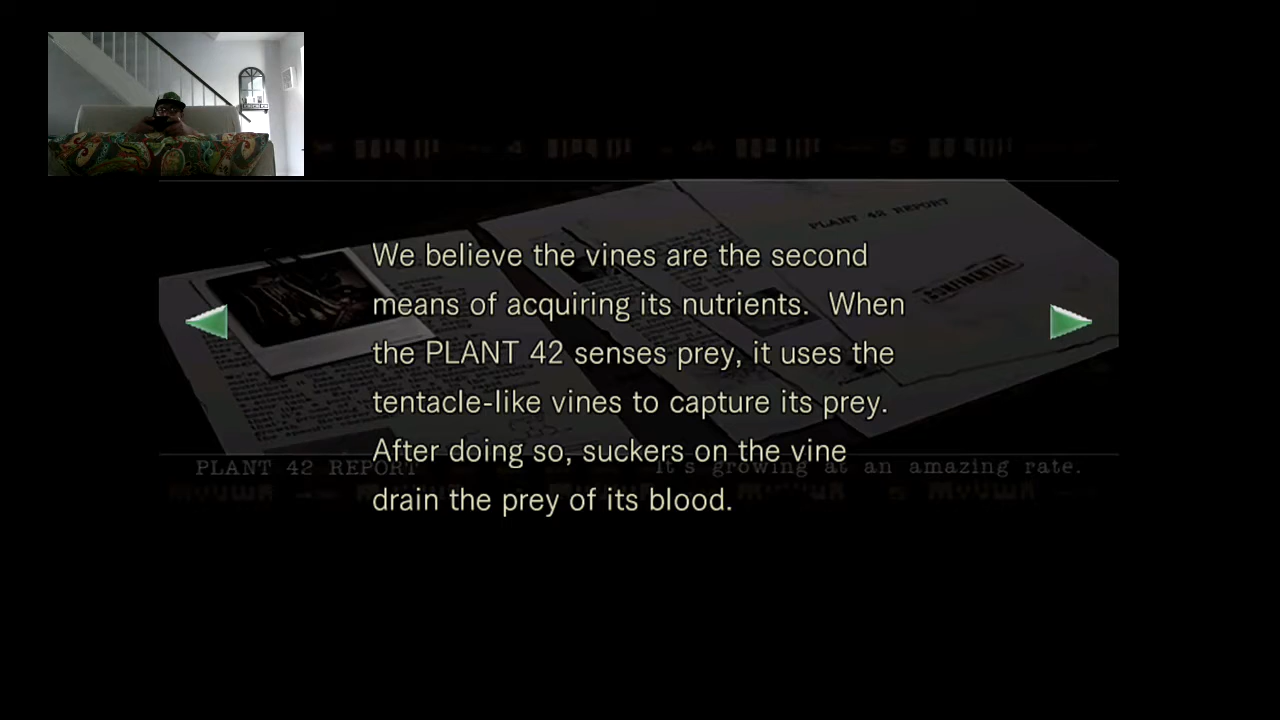 PLANT 42 REPORT
CONFIDENTIAL
We believe the vines are the second
means of acquiring its nutrients.  When
the PLANT 42 senses prey, it uses the
tentacle-like vines to capture its prey.
After doing so, suckers on the vine
drain the prey of its blood.
PLANT 42 REPORT
It's growing at an amazing rate.